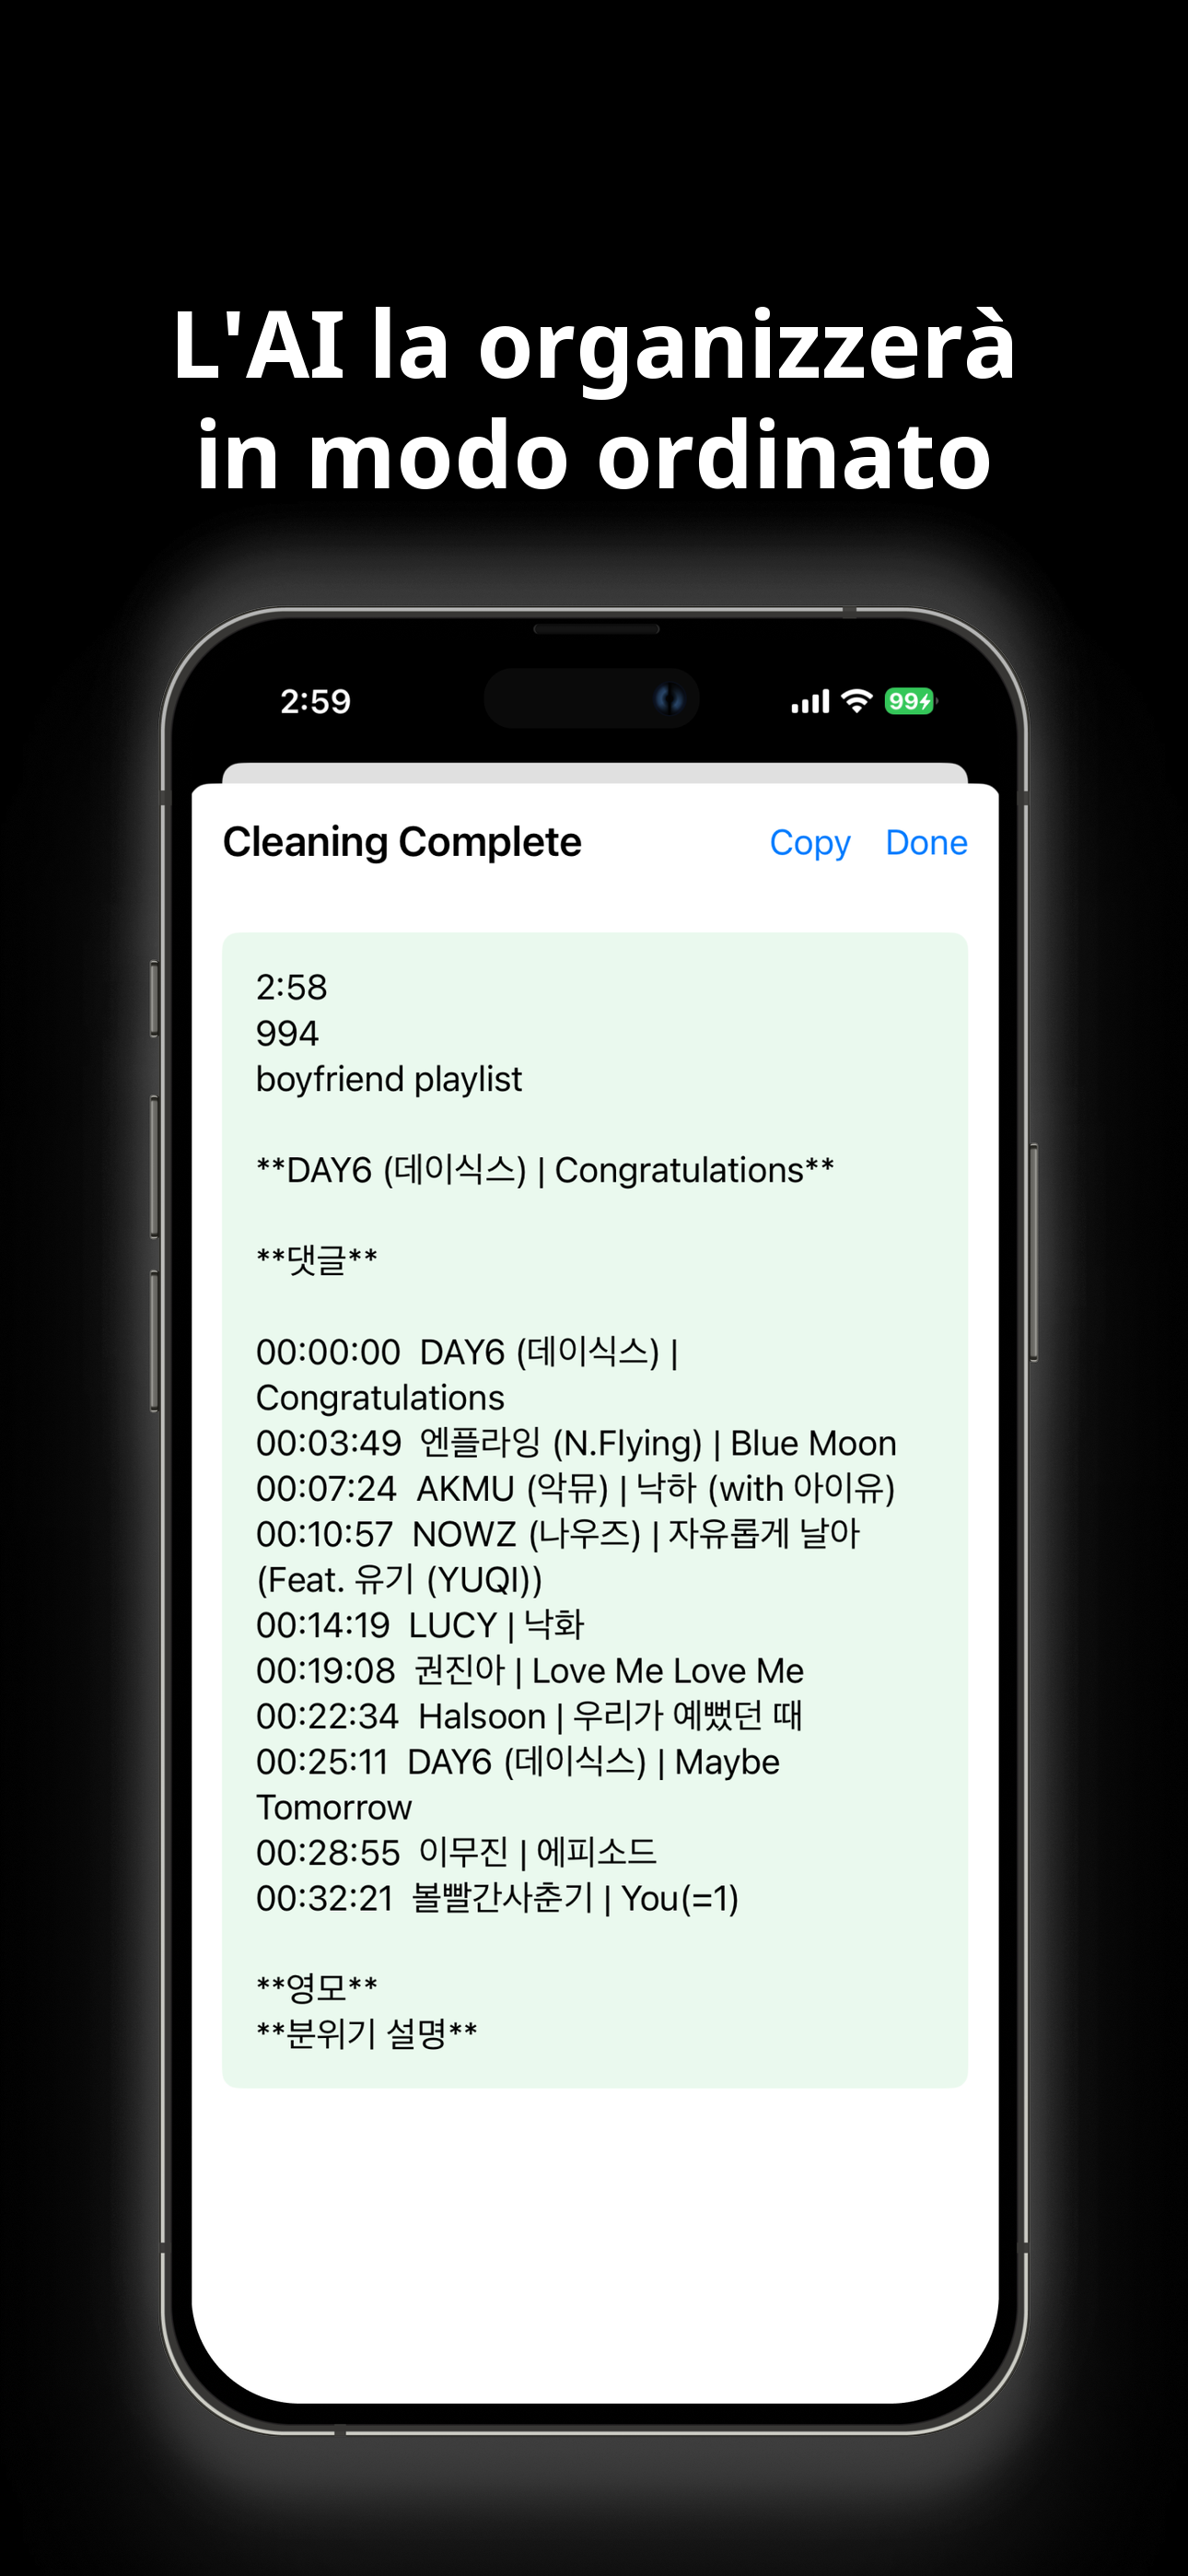 L'AI la organizzerà
in modo ordinato
2:59
99
Cleaning Complete
Copy Done
2:58
994
boyfriend playlist
**DAY6 (데이식스) | Congratulations**
**댓글**
00:00:00 DAY6 (데이식스) |
Congratulations
00:03:49 엔플라잉 (N.Flying) | Blue Moon
00:07:24 AKMU (악뮤) | 낙하 (with 아이유)
00:10:57 NOWZ (나우즈) | 자유롭게 날아
(Feat. 유기 (YUQI))
00:14:19 LUCY | 낙화
00:19:08 권진아 | Love Me Love Me
00:22:34 Halsoon | 우리가 예뻤던 때
00:25:11 DAY6 (데이식스) | Maybe
Tomorrow
00:28:55 이무진 | 에피소드
00:32:21 볼빨간사춘기 | You(=1)
**영모**
**분위기 설명**